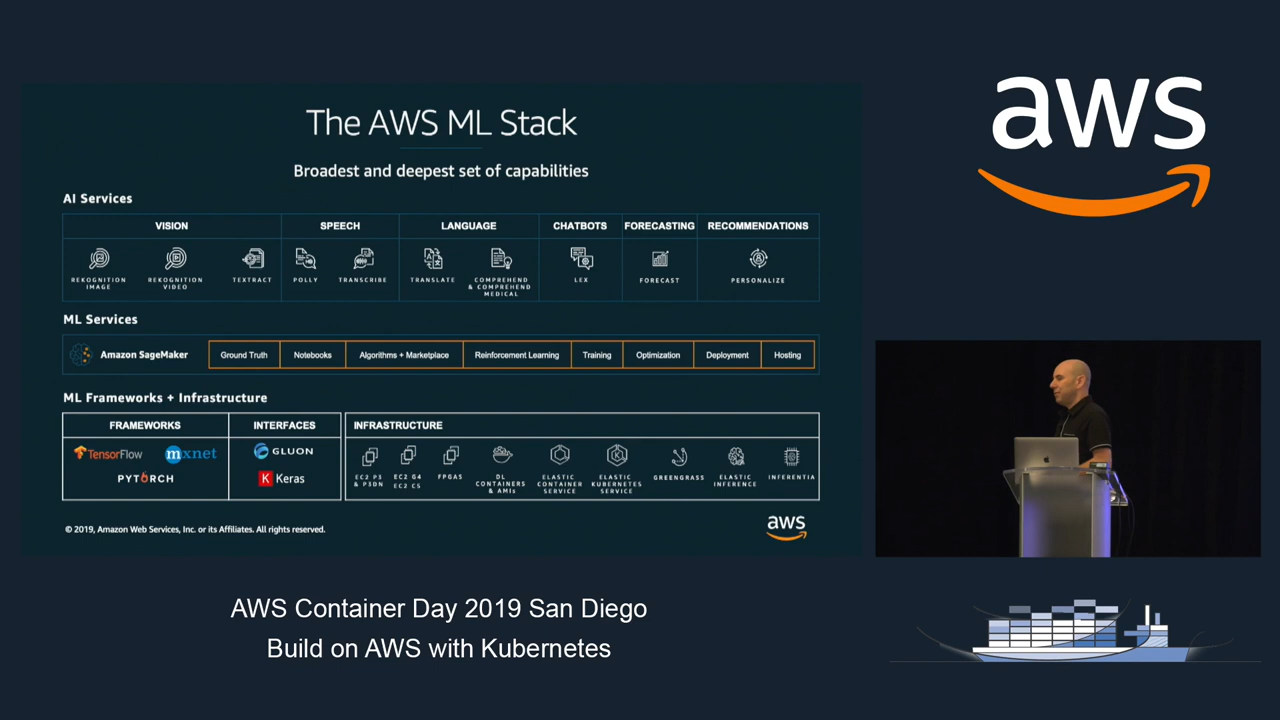 The AWS ML Stack
Broadest and deepest set of capabilities
AI Services
VISION SPEECH LANGUAGE CHATBOTS FORECASTING RECOMMENDATIONS
REKOGNITION IMAGE
REKOGNITION VIDEO
TEXTRACT
POLLY
TRANSCRIBE
TRANSLATE
COMPREHEND & COMPREHEND MEDICAL
LEX
FORECAST
PERSONALIZE
ML Services
Amazon SageMaker Ground Truth Notebooks Algorithms + Marketplace Reinforcement Learning Training Optimization Deployment Hosting
ML Frameworks + Infrastructure
FRAMEWORKS INTERFACES INFRASTRUCTURE
TensorFlow mxnet
PYTORCH
GLUON
Keras
EC2 P3 & P3DN
EC2 G4 EC2 C5
FPGAS
DL CONTAINERS & AMIs
ELASTIC CONTAINER SERVICE
ELASTIC KUBERNETES SERVICE
GREENGRASS
ELASTIC INFERENCE
INFERENTIA
© 2019, Amazon Web Services, Inc. or its Affiliates. All rights reserved.
aws
aws
AWS Container Day 2019 San Diego
Build on AWS with Kubernetes